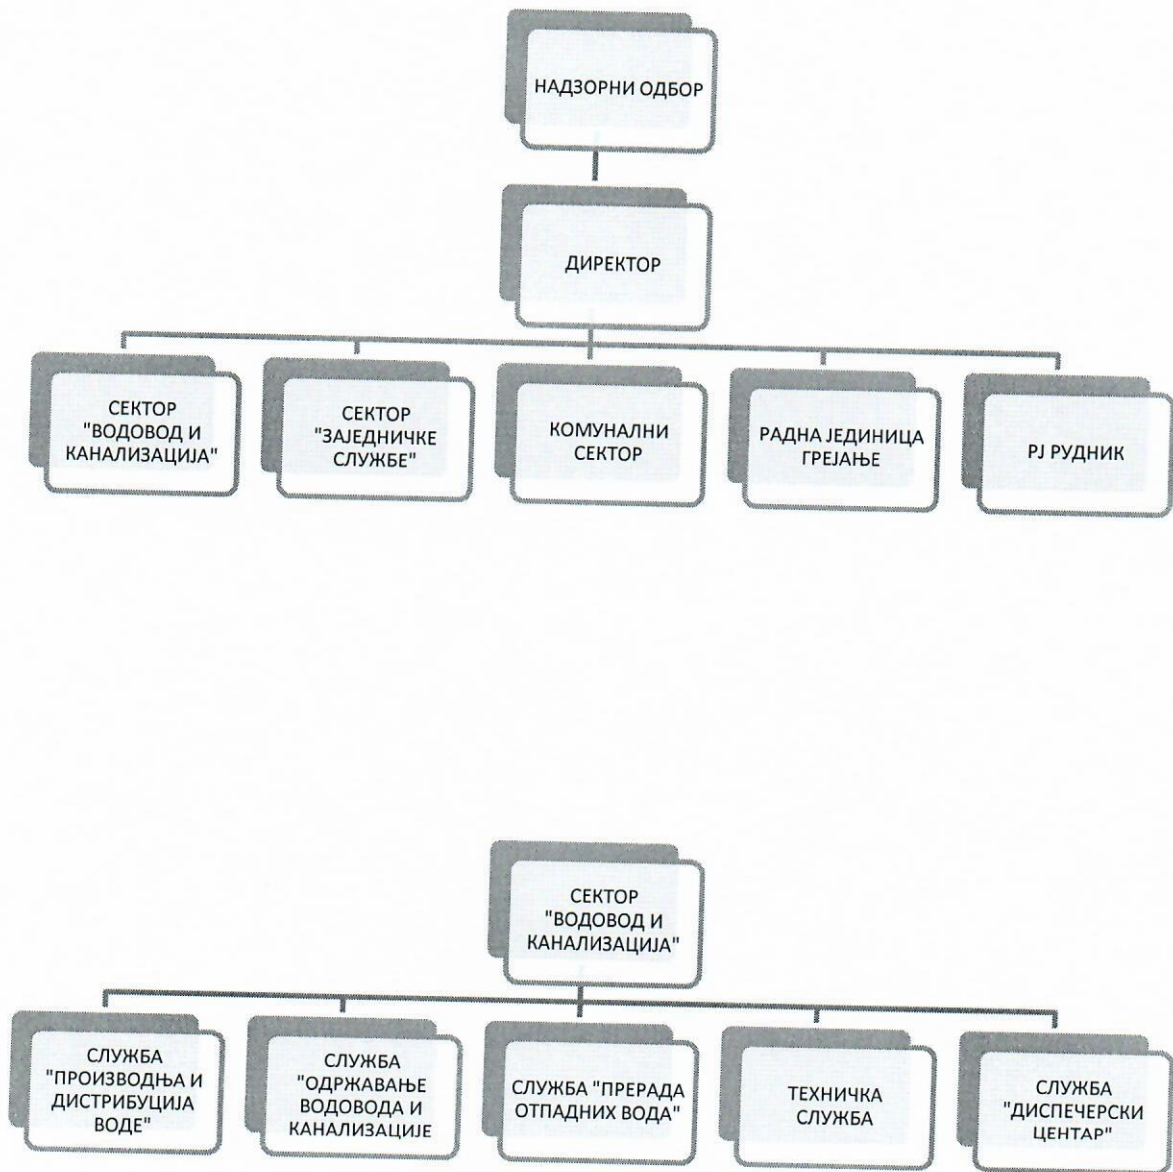 НАДЗОРНИ ОДБОР
ДИРЕКТОР
СЕКТОР
"ВОДОВОД И
КАНАЛИЗАЦИЈА"
СЕКТОР
"ЗАЈЕДНИЧКЕ
СЛУЖБЕ"
КОМУНАЛНИ
СЕКТОР
РАДНА ЈЕДИНИЦА
ГРЕЈАЊЕ
РЈ РУДНИК
СЕКТОР
"ВОДОВОД И
КАНАЛИЗАЦИЈА"
СЛУЖБА
"ПРОИЗВОДЊА И
ДИСТРИБУЦИЈА
ВОДЕ"
СЛУЖБА
"ОДРЖАВАЊЕ
ВОДОВОДА И
КАНАЛИЗАЦИЈЕ
СЛУЖБА "ПРЕРАДА
ОТПАДНИХ ВОДА"
ТЕХНИЧКА
СЛУЖБА
СЛУЖБА
"ДИСПЕЧЕРСКИ
ЦЕНТАР"